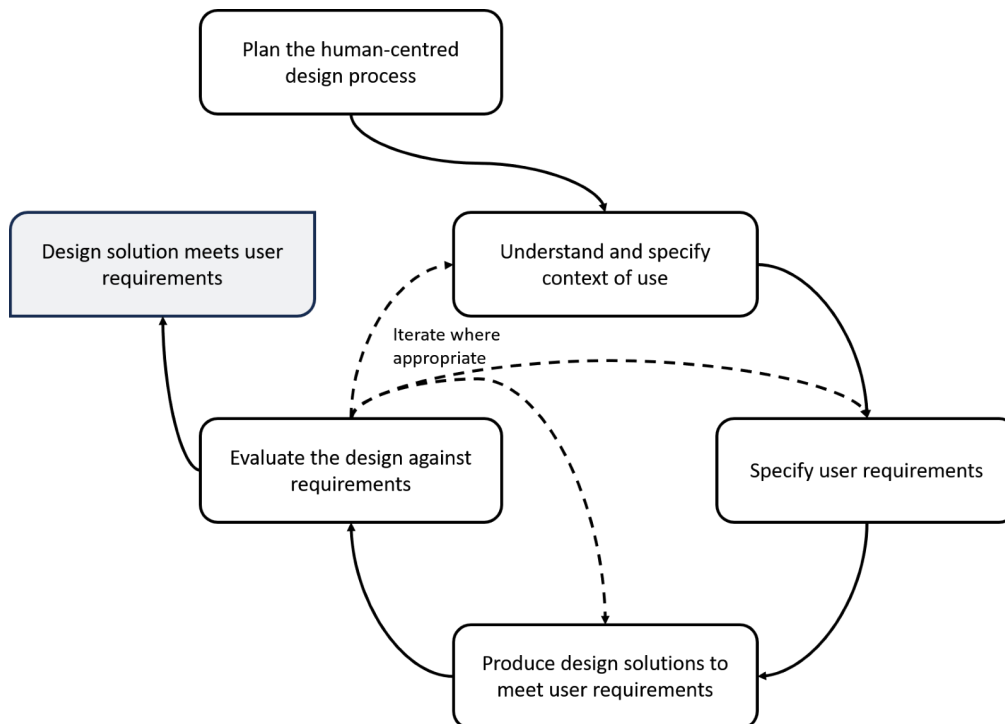 Plan the human-centred
design process
Design solution meets user
requirements
Understand and specify
context of use
Iterate where
appropriate
Evaluate the design against
requirements
Specify user requirements
Produce design solutions to
meet user requirements